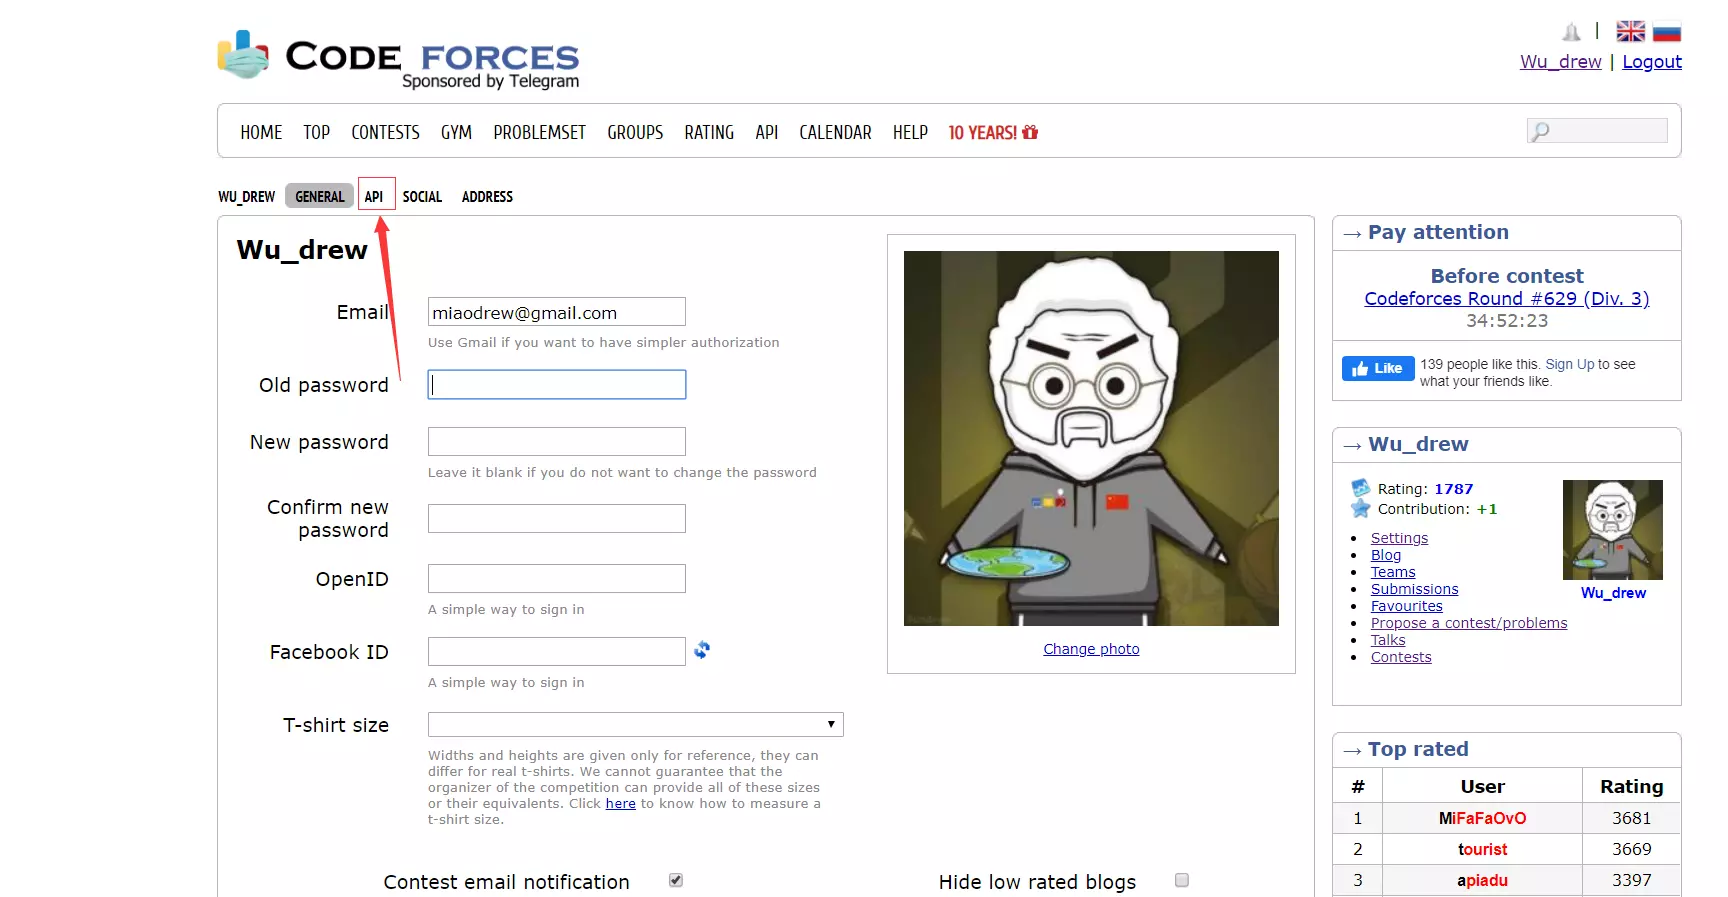 CODE FORCES
Sponsored by Telegram
|
Wu_drew | Logout
HOME TOP CONTESTS GYM PROBLEMSET GROUPS RATING API CALENDAR HELP 10 YEARS!
WU_DREW GENERAL API SOCIAL ADDRESS
Wu_drew
Email miaodrew@gmail.com
Use Gmail if you want to have simpler authorization
Old password
New password
Leave it blank if you do not want to change the password
Confirm new
password
OpenID
A simple way to sign in
Facebook ID
A simple way to sign in
T-shirt size
Widths and heights are given only for reference, they can
differ for real t-shirts. We cannot guarantee that the
organizer of the competition can provide all of these sizes
or their equivalents. Click here to know how to measure a
t-shirt size.
Contest email notification
Hide low rated blogs
Change photo
→ Pay attention
Before contest
Codeforces Round #629 (Div. 3)
34:52:23
Like
139 people like this. Sign Up to see
what your friends like.
→ Wu_drew
Rating: 1787
Contribution: +1
Settings
Blog
Teams
Submissions
Favourites
Propose a contest/problems
Talks
Contests
Wu_drew
→ Top rated
# User Rating
1 MiFaFaOvO 3681
2 tourist 3669
3 apiadu 3397